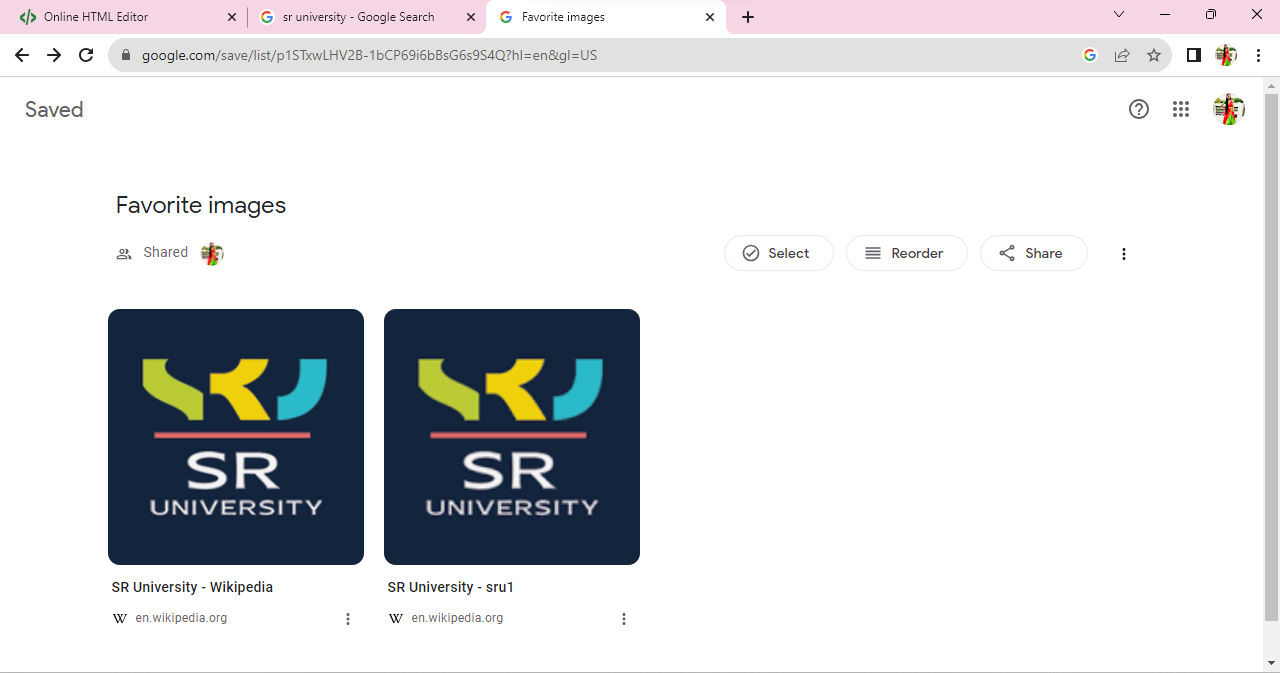 Online HTML Editor
sr university - Google Search
Favorite images
google.com/save/list/p1STxwLHV2B-1bCP69i6bBsG6s9S4Q?hl=en&gl=US
Saved
Favorite images
Shared
Select
Reorder
Share
SR
UNIVERSITY
SR
UNIVERSITY
SR University - Wikipedia
SR University - sru1
W en.wikipedia.org
W en.wikipedia.org